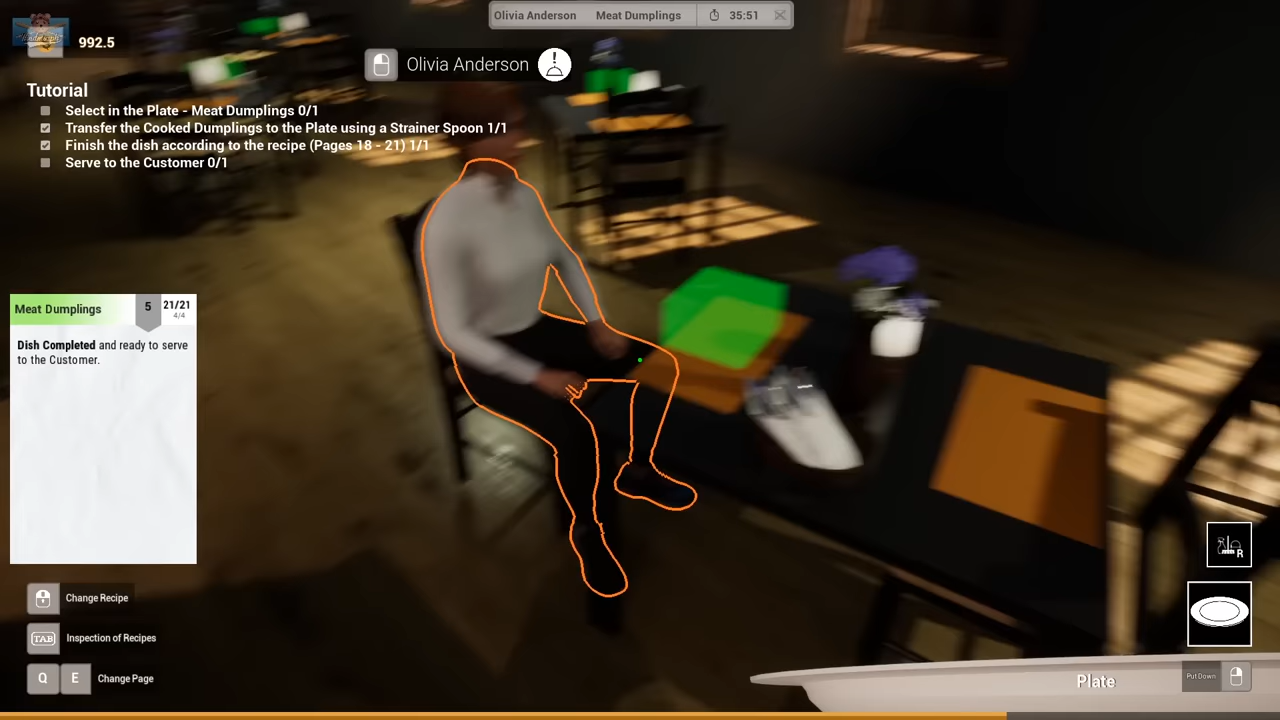 Olivia Anderson Meat Dumplings 35:51
992.5
Olivia Anderson
Tutorial
Select in the Plate - Meat Dumplings 0/1
Transfer the Cooked Dumplings to the Plate using a Strainer Spoon 1/1
Finish the dish according to the recipe (Pages 18 - 21) 1/1
Serve to the Customer 0/1
Meat Dumplings 5 21/21
4/4
Dish Completed and ready to serve
to the Customer.
Change Recipe
TAB Inspection of Recipes
Q E Change Page
R
Plate
Put Down